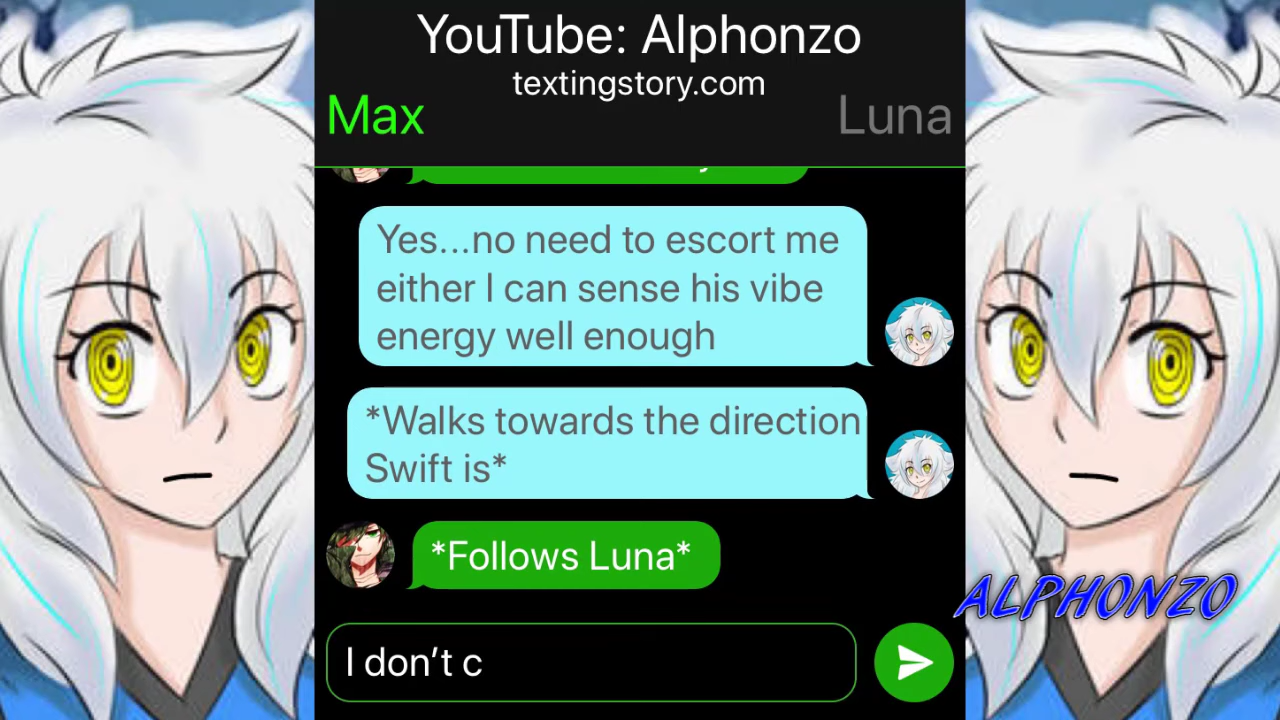 YouTube: Alphonzo
textingstory.com
Max
Luna
Yes...no need to escort me
either I can sense his vibe
energy well enough
*Walks towards the direction
Swift is*
*Follows Luna*
I don’t c
ALPHONZO